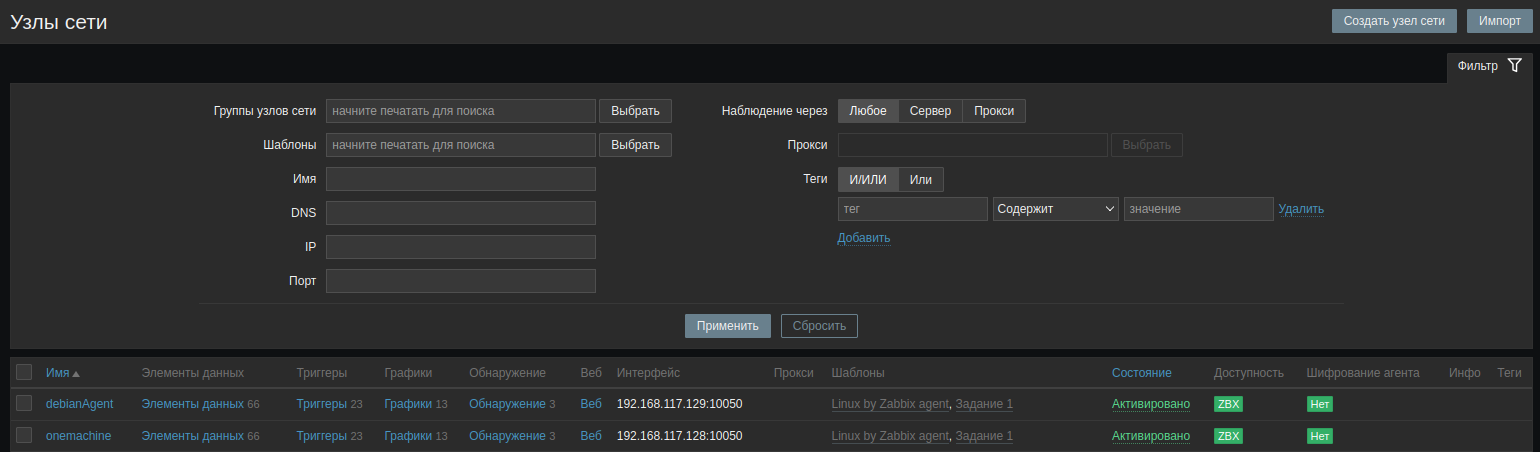 Узлы сети
Создать узел сети Импорт
Фильтр
Группы узлов сети начните печатать для поиска Выбрать Наблюдение через Любое Сервер Прокси
Шаблоны начните печатать для поиска Выбрать Прокси Выбрать
Имя Теги И/ИЛИ Или
DNS тег Содержит значение Удалить
IP Добавить
Порт
Применить Сбросить
Имя Элементы данных Триггеры Графики Обнаружение Веб Интерфейс Прокси Шаблоны Состояние Доступность Шифрование агента Инфо Теги
debianAgent Элементы данных 66 Триггеры 23 Графики 13 Обнаружение 3 Веб 192.168.117.129:10050 Linux by Zabbix agent, Задание 1 Активировано ZBX Нет
onemachine Элементы данных 66 Триггеры 23 Графики 13 Обнаружение 3 Веб 192.168.117.128:10050 Linux by Zabbix agent, Задание 1 Активировано ZBX Нет